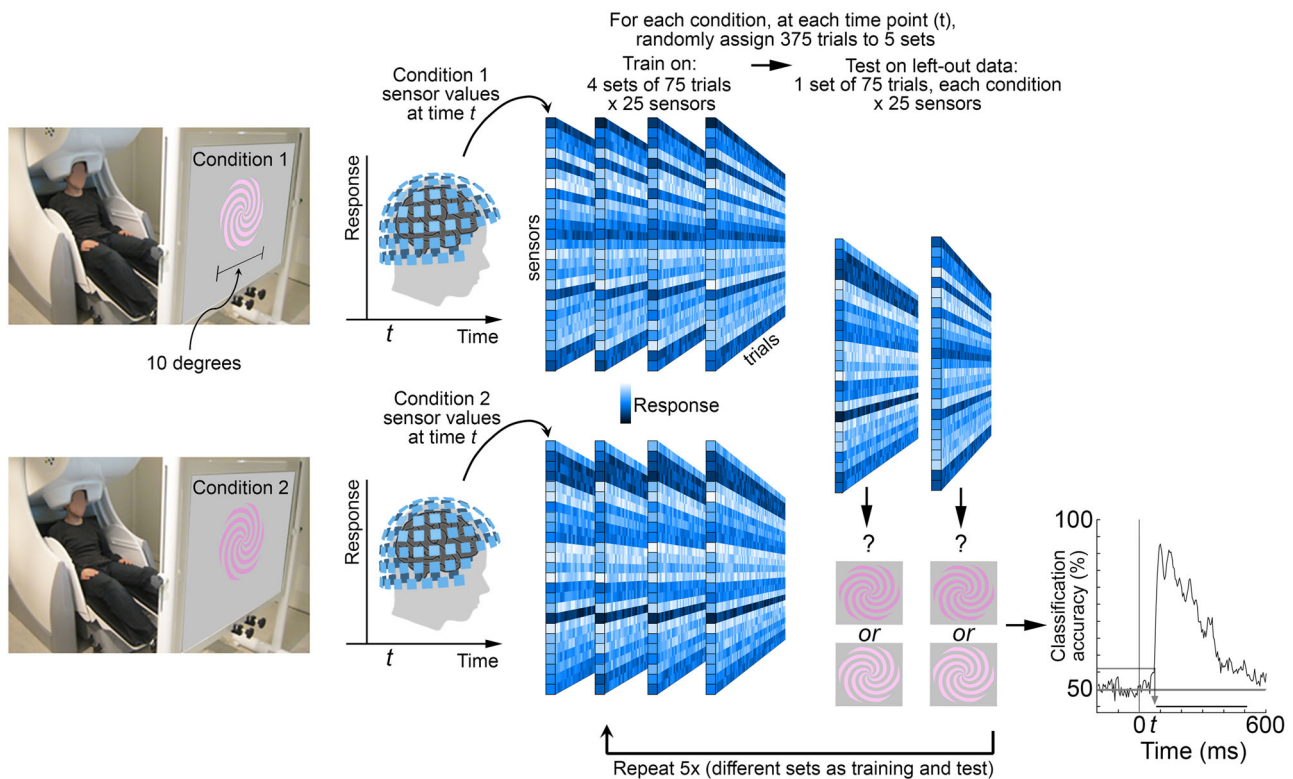 For each condition, at each time point (t),
randomly assign 375 trials to 5 sets
Train on:
4 sets of 75 trials
x 25 sensors
Test on left-out data:
1 set of 75 trials, each condition
x 25 sensors
Condition 1
sensor values
at time t
Condition 1
10 degrees
Response
t
Time
sensors
trials
Response
Condition 2
sensor values
at time t
Condition 2
Response
t
Time
?
?
or
or
Classification
accuracy (%)
100
50
0
t
600
Time (ms)
Repeat 5x (different sets as training and test)